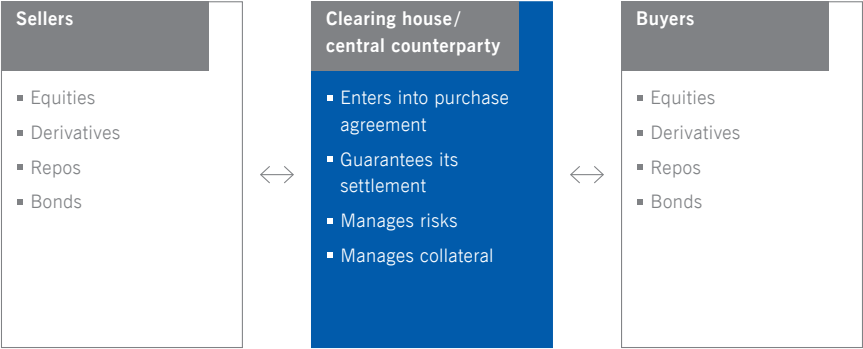 Sellers
▪ Equities
▪ Derivatives
▪ Repos
▪ Bonds
Clearing house/
central counterparty
▪ Enters into purchase
agreement
▪ Guarantees its
settlement
▪ Manages risks
▪ Manages collateral
Buyers
▪ Equities
▪ Derivatives
▪ Repos
▪ Bonds